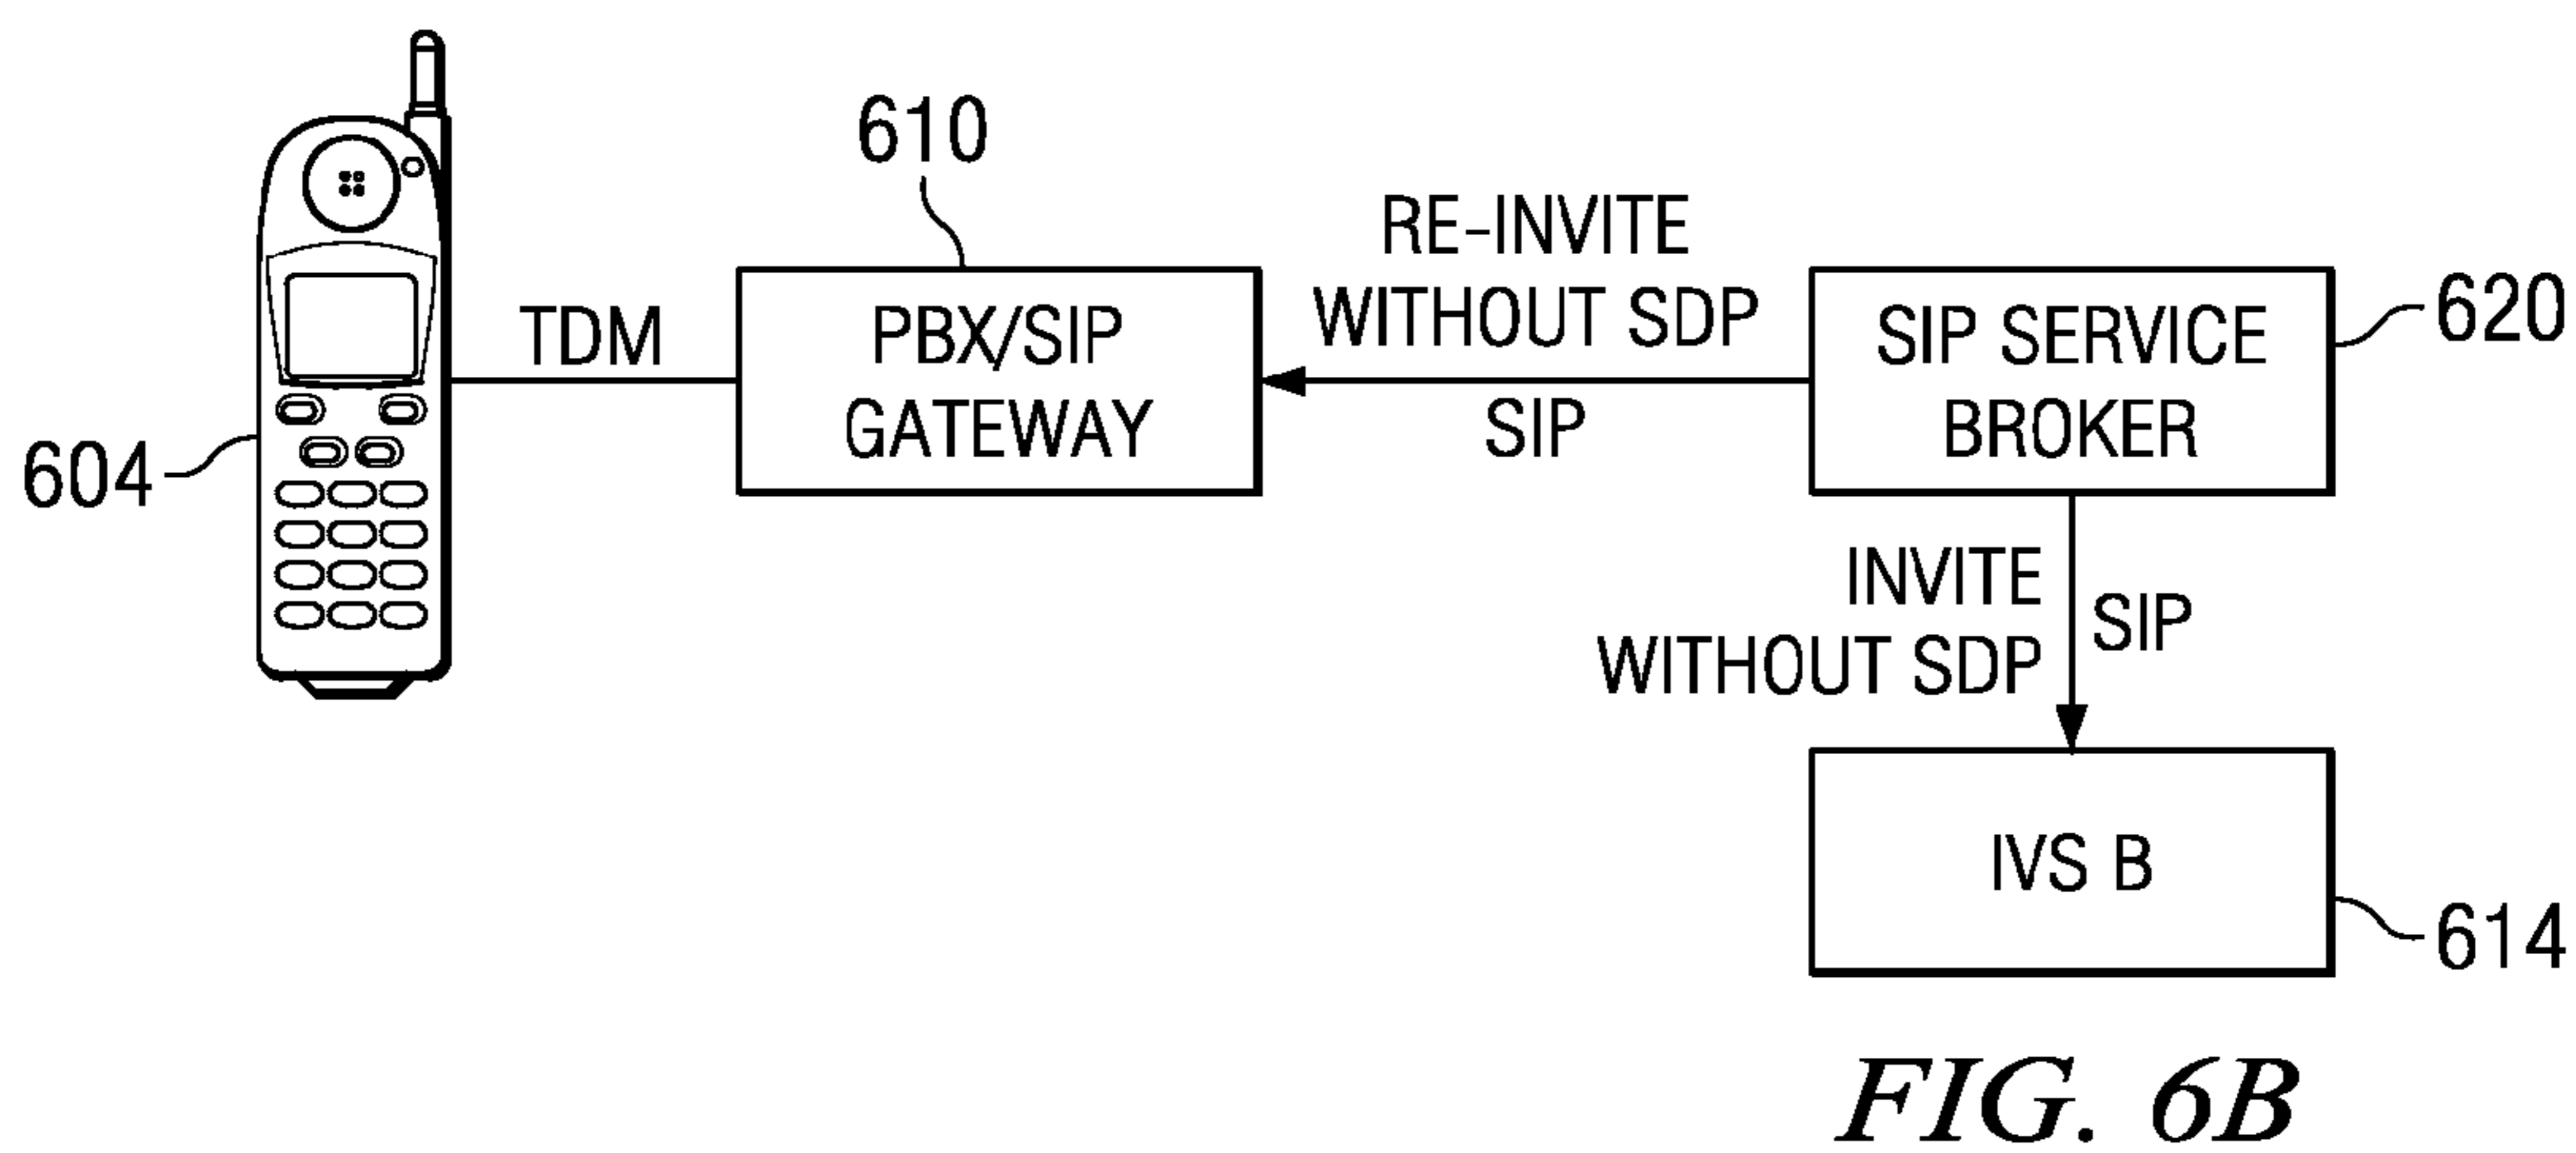 610
RE-INVITE
WITHOUT SDP
620
TDM
PBX/SIP
GATEWAY
SIP
SIP SERVICE
BROKER
604
INVITE
WITHOUT SDP
SIP
IVS B
614
FIG. 6B